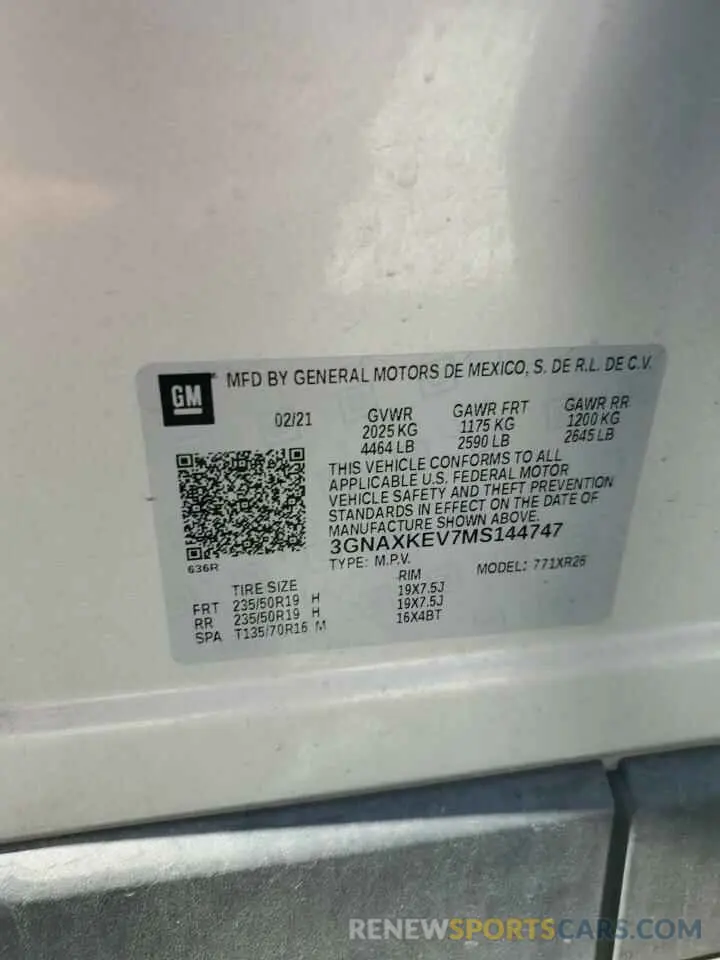 GM MFD BY GENERAL MOTORS DE MEXICO, S. DE R.L. DE C.V.
02/21 GVWR GAWR FRT GAWR RR
2025 KG 1175 KG 1200 KG
4464 LB 2590 LB 2645 LB
THIS VEHICLE CONFORMS TO ALL
APPLICABLE U.S. FEDERAL MOTOR
VEHICLE SAFETY AND THEFT PREVENTION
STANDARDS IN EFFECT ON THE DATE OF
MANUFACTURE SHOWN ABOVE.
3GNAXKEV7MS144747
636R TYPE: M.P.V. MODEL: 771XR26
TIRE SIZE RIM
FRT 235/50R19 H 19X7.5J
RR 235/50R19 H 19X7.5J
SPA T135/70R16 M 16X4BT
RENEWSPORTSCARS.COM